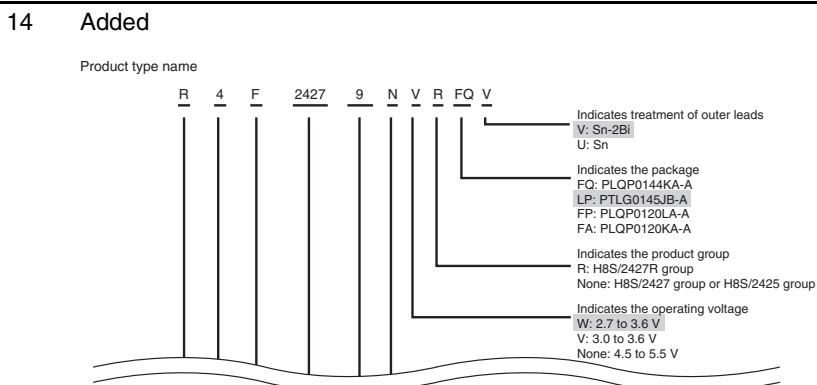 14 Added
Product type name
R 4 F 2427 9 N V R FQ V
Indicates treatment of outer leads
V: Sn-2Bi
U: Sn
Indicates the package
FQ: PLQP0144KA-A
LP: PTLG0145JB-A
FP: PLQP0120LA-A
FA: PLQP0120KA-A
Indicates the product group
R: H8S/2427R group
None: H8S/2427 group or H8S/2425 group
Indicates the operating voltage
W: 2.7 to 3.6 V
V: 3.0 to 3.6 V
None: 4.5 to 5.5 V